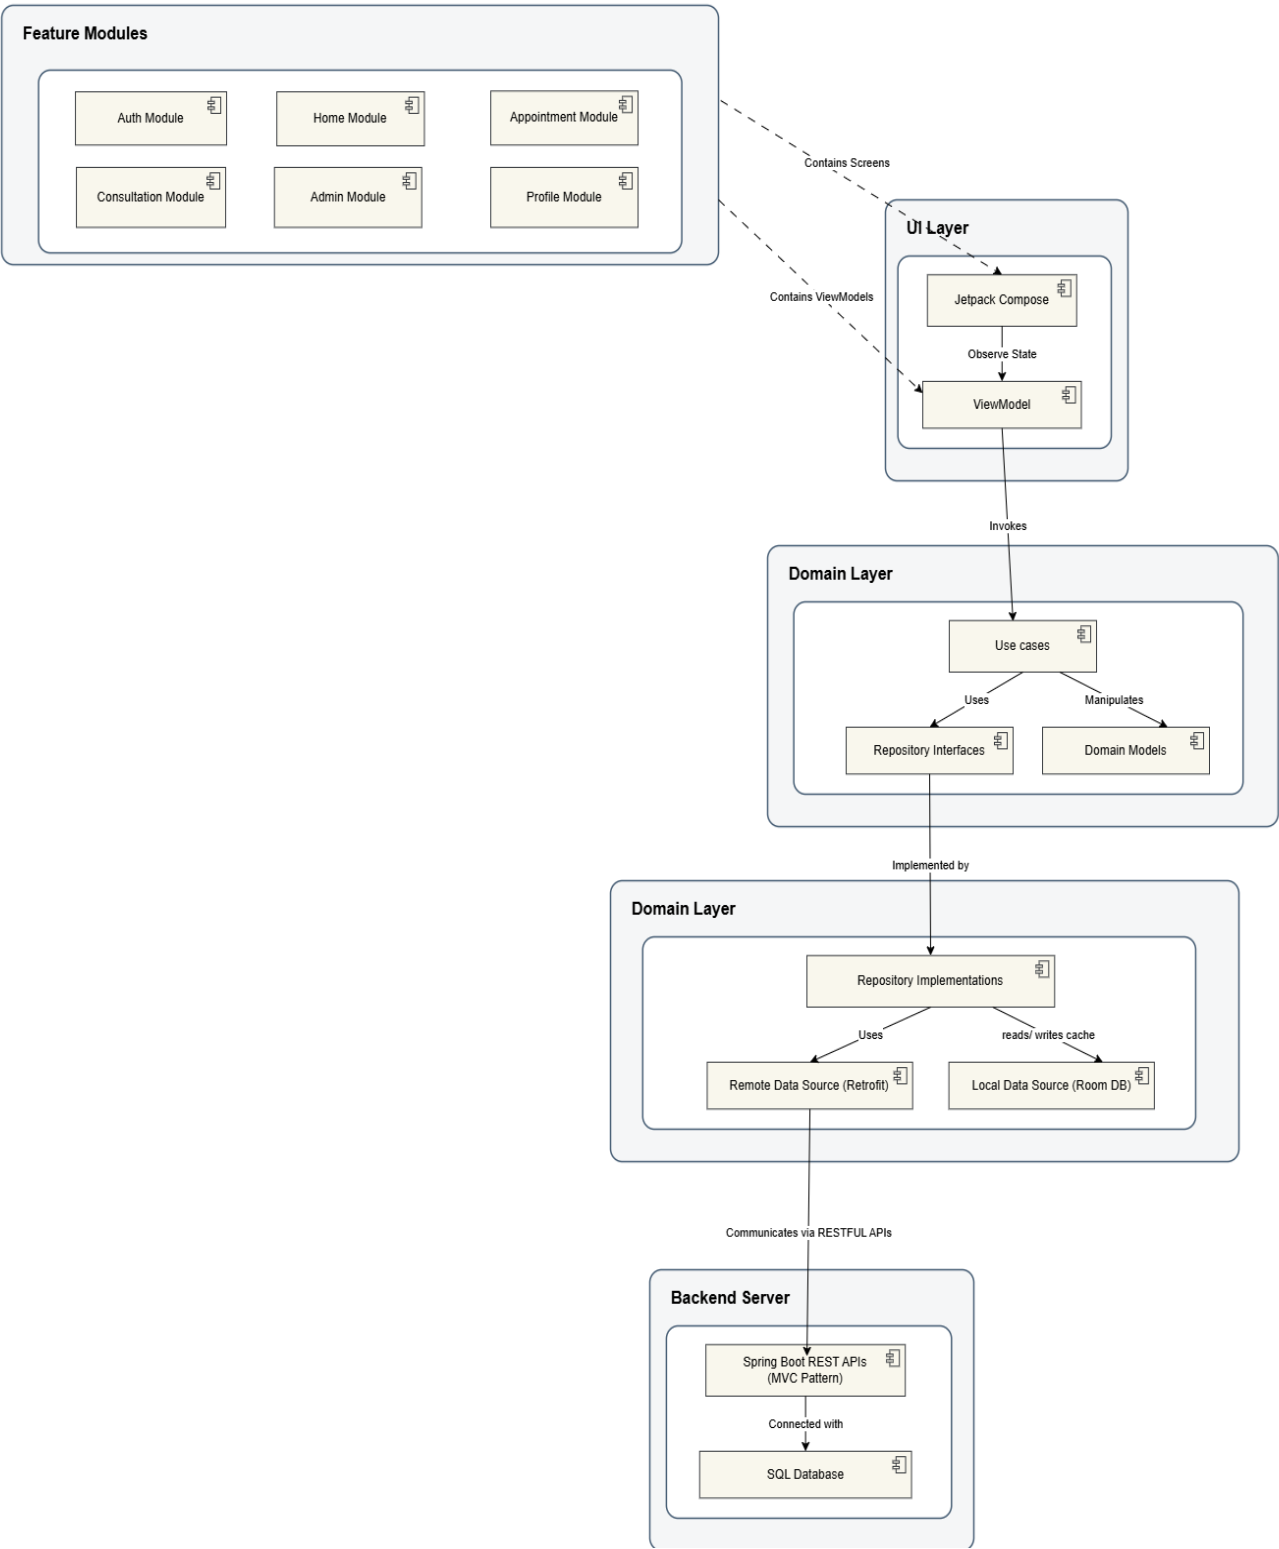 Feature Modules
Auth Module
Home Module
Appointment Module
Consultation Module
Admin Module
Profile Module
Contains Screens
UI Layer
Contains ViewModels
Jetpack Compose
Observe State
ViewModel
Invokes
Domain Layer
Use cases
Uses
Manipulates
Repository Interfaces
Domain Models
Implemented by
Domain Layer
Repository Implementations
Uses
reads/ writes cache
Remote Data Source (Retrofit)
Local Data Source (Room DB)
Communicates via RESTFUL APIs
Backend Server
Spring Boot REST APIs
(MVC Pattern)
Connected with
SQL Database